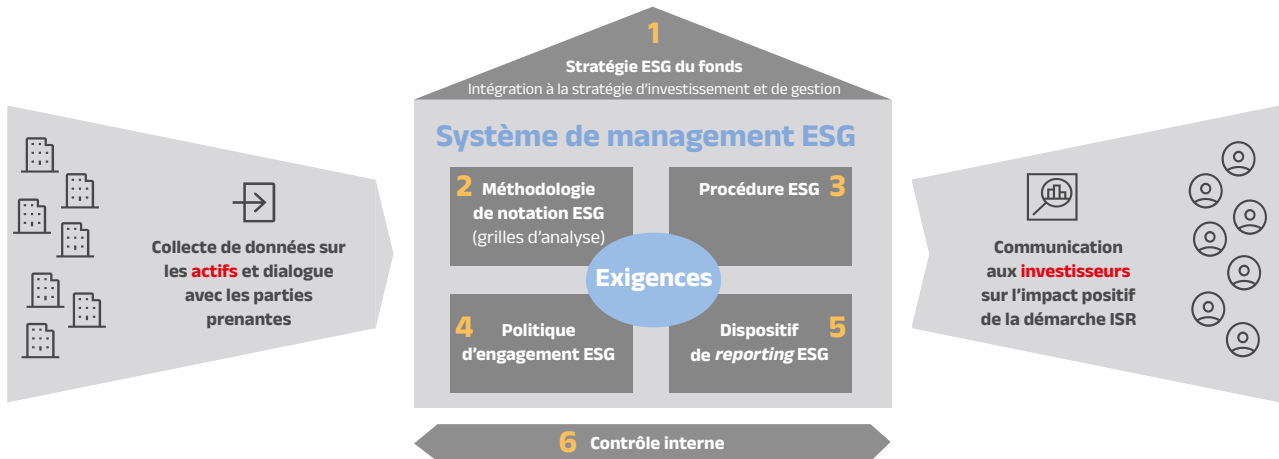 1
Stratégie ESG du fonds
Intégration à la stratégie d'investissement et de gestion
Système de management ESG
2 Méthodologie
de notation ESG
(grilles d'analyse)
Procédure ESG 3
Exigences
4 Politique
d'engagement ESG
Dispositif 5
de reporting ESG
6 Contrôle interne
Collecte de données sur
les actifs et dialogue
avec les parties
prenantes
Communication
aux investisseurs
sur l'impact positif
de la démarche ISR